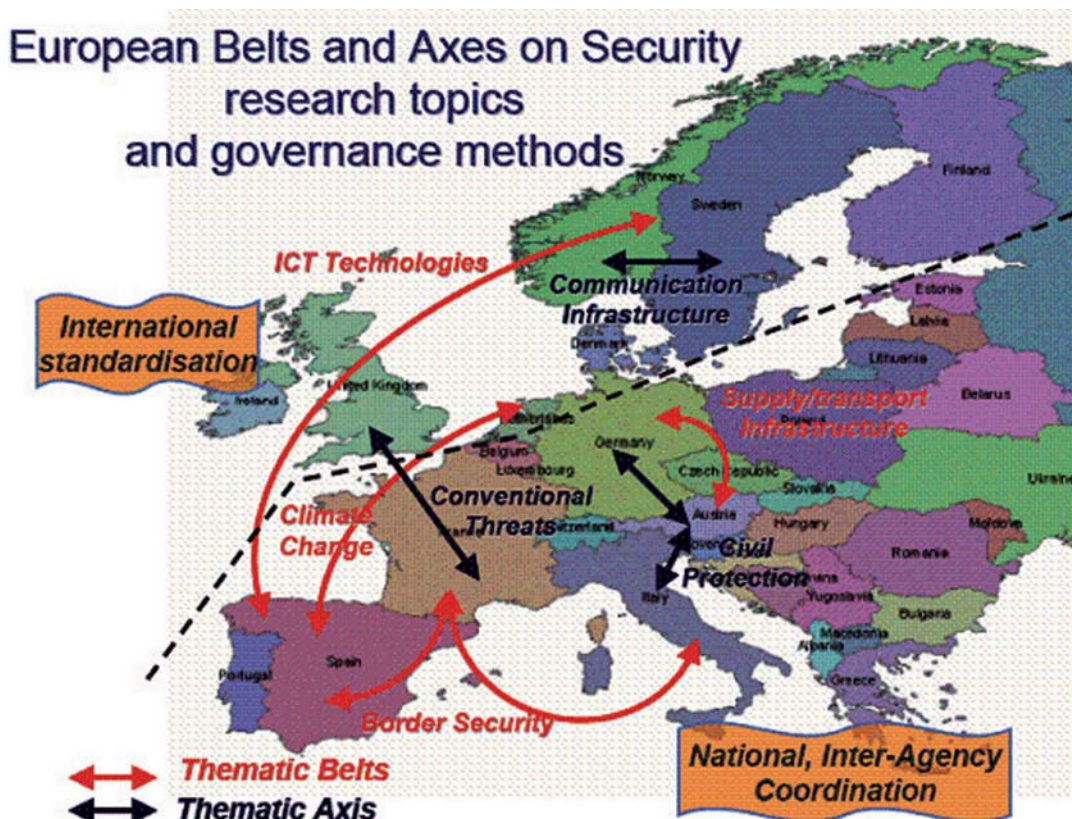 European Belts and Axes on Security
research topics
and governance methods
Norway
Finland
Sweden
ICT Technologies
Communication
Infrastructure
Estonia
International
standardisation
Latvia
Denmark
Lithuania
United Kingdom
Ireland
Belarus
Supply/transport
Infrastructure
Germany
Belgium
Luxembourg
Czech Republic
Ukraine
Slovakia
Conventional
Threats
Climate
Change
Austria
Hungary
Moldova
Civil
Protection
Romania
Italy
Yugoslavia
Bulgaria
Macedonia
Albania
Portugal
Spain
Greece
Border Security
National, Inter-Agency
Coordination
Thematic Belts
Thematic Axis